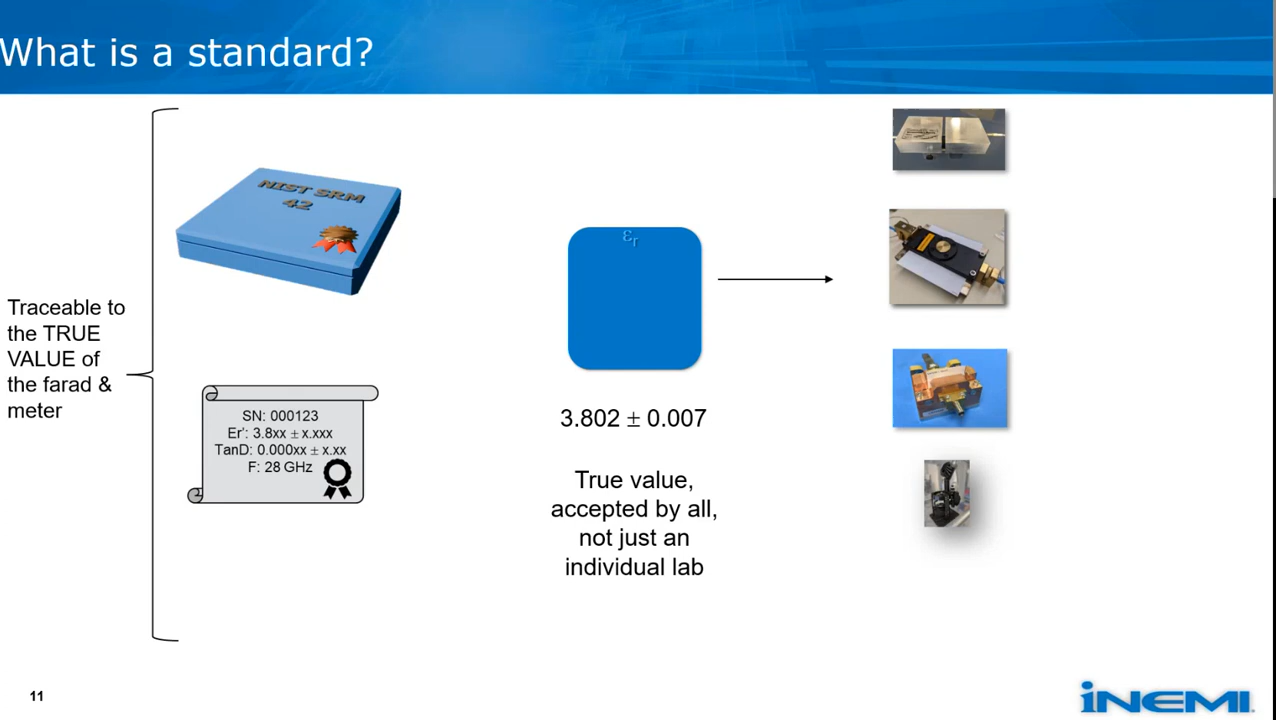 What is a standard?
NIST SRM
42
Traceable to
the TRUE
VALUE of
the farad &
meter
SN: 000123
Er': 3.8xx ± x.xxx
TanD: 0.000xx ± x.xx
F: 28 GHz
εr
3.802 ± 0.007
True value,
accepted by all,
not just an
individual lab
11
iNEMI